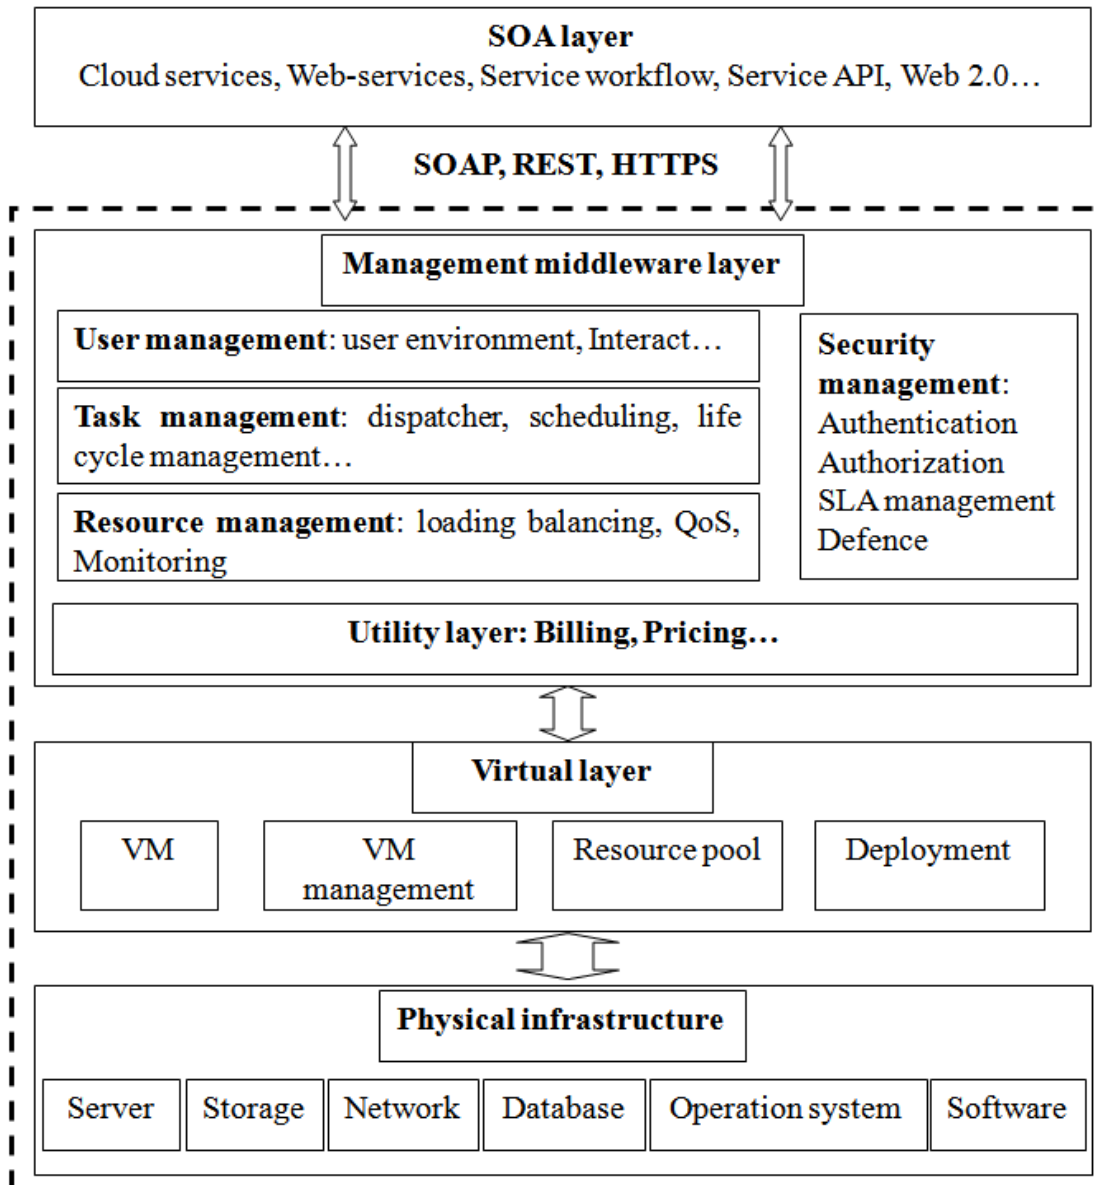 SOA layer
Cloud services, Web-services, Service workflow, Service API, Web 2.0…
SOAP, REST, HTTPS
Management middleware layer
User management: user environment, Interact…
Task management: dispatcher, scheduling, life
cycle management…
Resource management: loading balancing, QoS,
Monitoring
Security
management:
Authentication
Authorization
SLA management
Defence
Utility layer: Billing, Pricing…
Virtual layer
VM
VM
management
Resource pool
Deployment
Physical infrastructure
Server
Storage
Network
Database
Operation system
Software